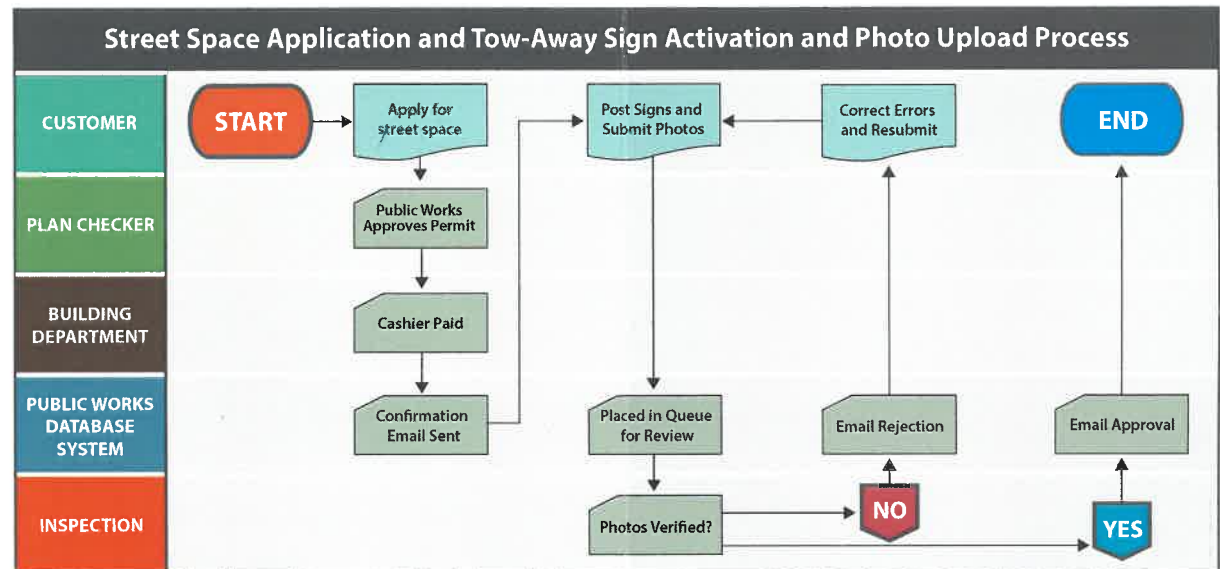 Street Space Application and Tow-Away Sign Activation and Photo Upload Process
CUSTOMER
START
Apply for
street space
Post Signs and
Submit Photos
Correct Errors
and Resubmit
END
PLAN CHECKER
Public Works
Approves Permit
BUILDING
DEPARTMENT
Cashier Paid
PUBLIC WORKS
DATABASE
SYSTEM
Confirmation
Email Sent
Placed in Queue
for Review
Email Rejection
Email Approval
INSPECTION
Photos Verified?
NO
YES